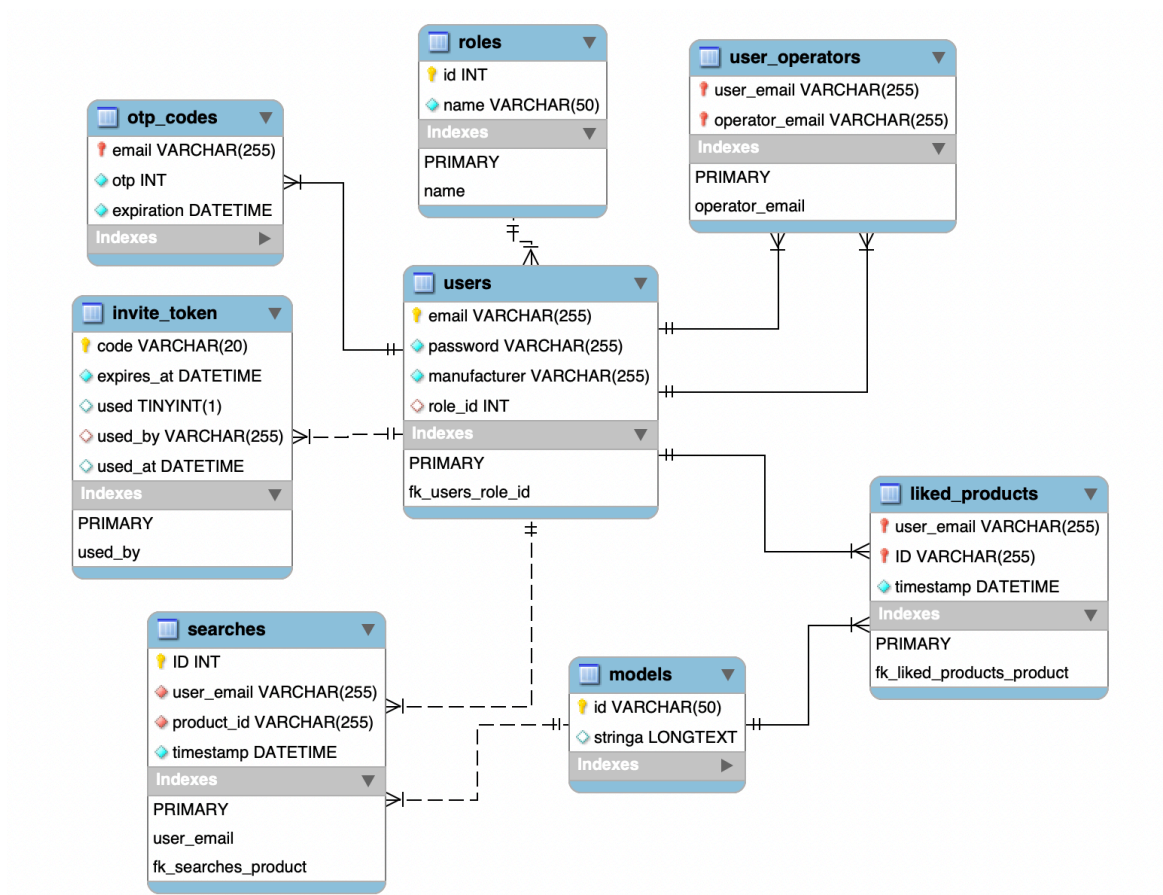 roles
id INT
name VARCHAR(50)
Indexes
PRIMARY
name
user_operators
user_email VARCHAR(255)
operator_email VARCHAR(255)
Indexes
PRIMARY
operator_email
otp_codes
email VARCHAR(255)
otp INT
expiration DATETIME
Indexes
users
email VARCHAR(255)
password VARCHAR(255)
manufacturer VARCHAR(255)
role_id INT
Indexes
PRIMARY
fk_users_role_id
invite_token
code VARCHAR(20)
expires_at DATETIME
used TINYINT(1)
used_by VARCHAR(255)
used_at DATETIME
Indexes
PRIMARY
used_by
liked_products
user_email VARCHAR(255)
ID VARCHAR(255)
timestamp DATETIME
Indexes
PRIMARY
fk_liked_products_product
searches
ID INT
user_email VARCHAR(255)
product_id VARCHAR(255)
timestamp DATETIME
Indexes
PRIMARY
user_email
fk_searches_product
models
id VARCHAR(50)
stringa LONGTEXT
Indexes